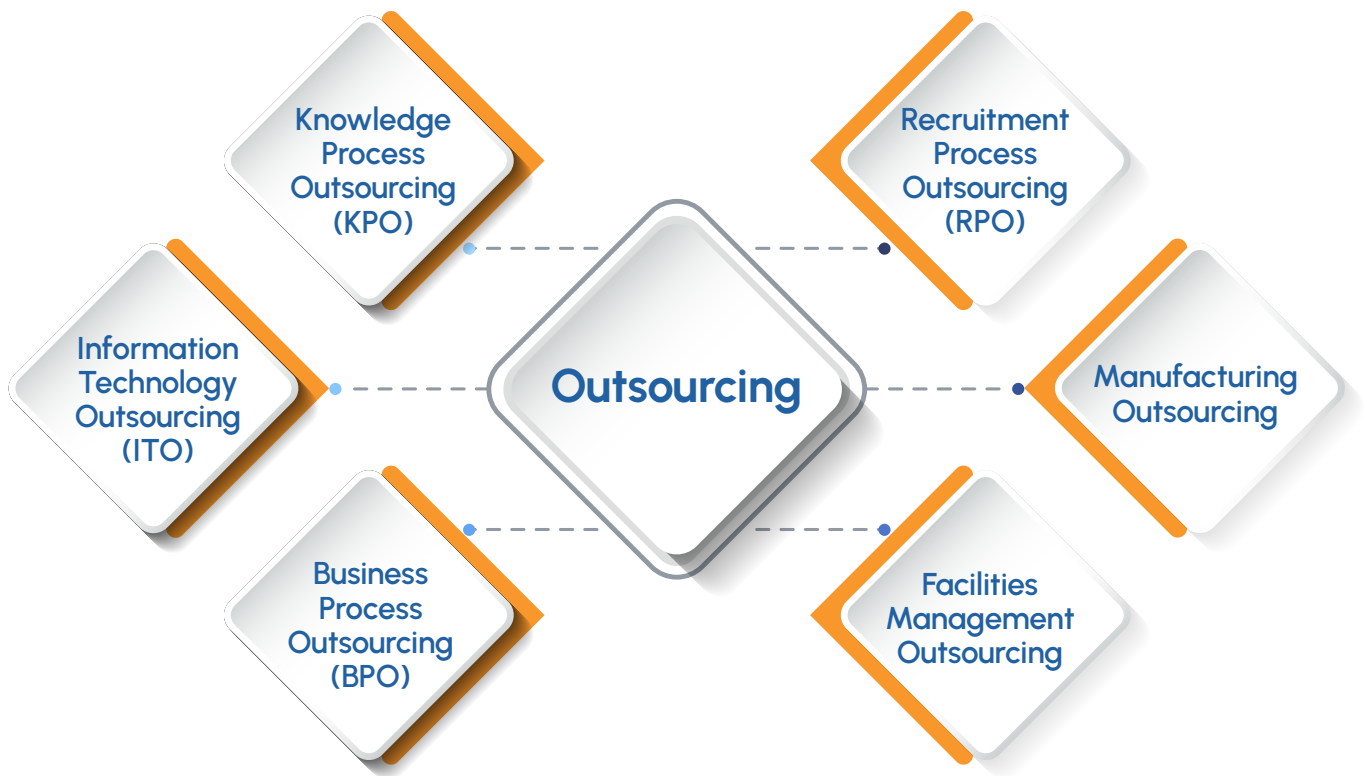 Knowledge
Process
Outsourcing
(KPO)
Recruitment
Process
Outsourcing
(RPO)
Information
Technology
Outsourcing
(ITO)
Outsourcing
Manufacturing
Outsourcing
Business
Process
Outsourcing
(BPO)
Facilities
Management
Outsourcing